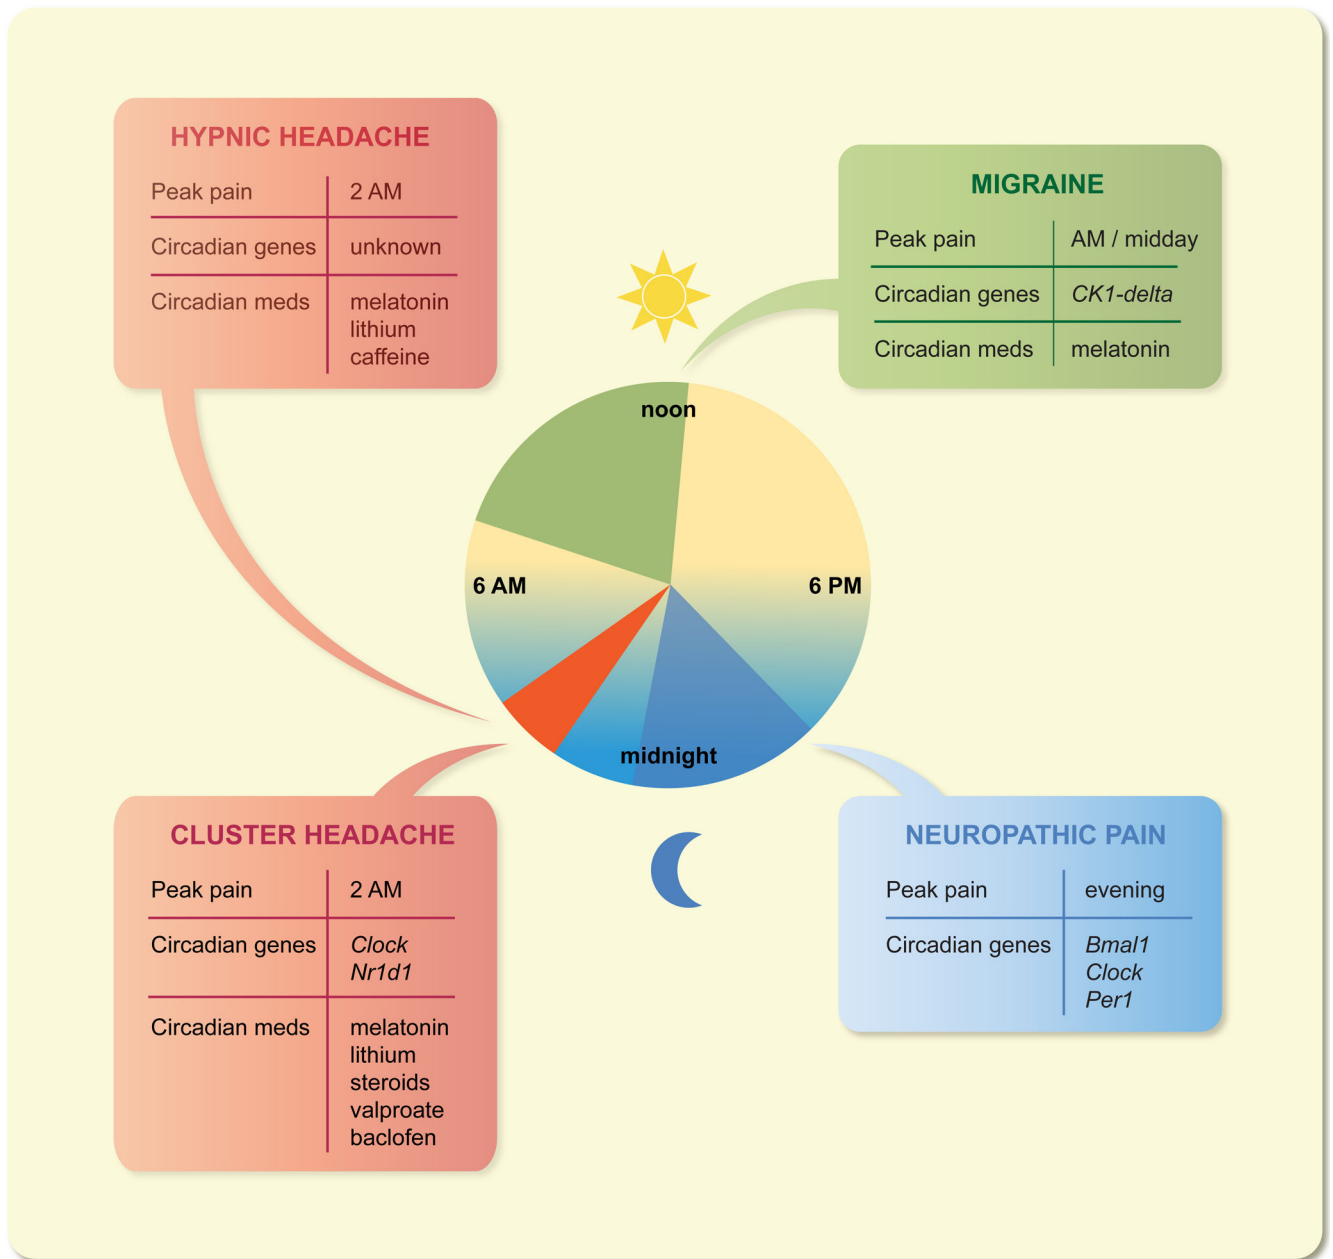 HYPNIC HEADACHE
Peak pain 2 AM
Circadian genes unknown
Circadian meds melatonin
lithium
caffeine
MIGRAINE
Peak pain AM / midday
Circadian genes CK1-delta
Circadian meds melatonin
noon
6 AM
6 PM
midnight
CLUSTER HEADACHE
Peak pain 2 AM
Circadian genes Clock
Nr1d1
Circadian meds melatonin
lithium
steroids
valproate
baclofen
NEUROPATHIC PAIN
Peak pain evening
Circadian genes Bmal1
Clock
Per1